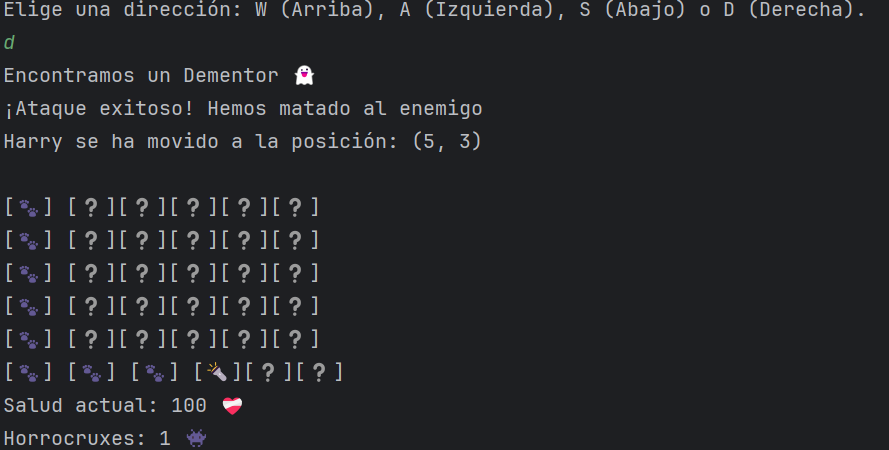 Elige una dirección: W (Arriba), A (Izquierda), S (Abajo) o D (Derecha).
d
Encontramos un Dementor 👻
¡Ataque exitoso! Hemos matado al enemigo
Harry se ha movido a la posición: (5, 3)
[🐾] [❔][❔][❔][❔][❔]
[🐾] [❔][❔][❔][❔][❔]
[🐾] [❔][❔][❔][❔][❔]
[🐾] [❔][❔][❔][❔][❔]
[🐾] [❔][❔][❔][❔][❔]
[🐾] [🐾] [🐾] [🔦][❔][❔]
Salud actual: 100 ❤️‍🩹
Horrocruxes: 1 👾